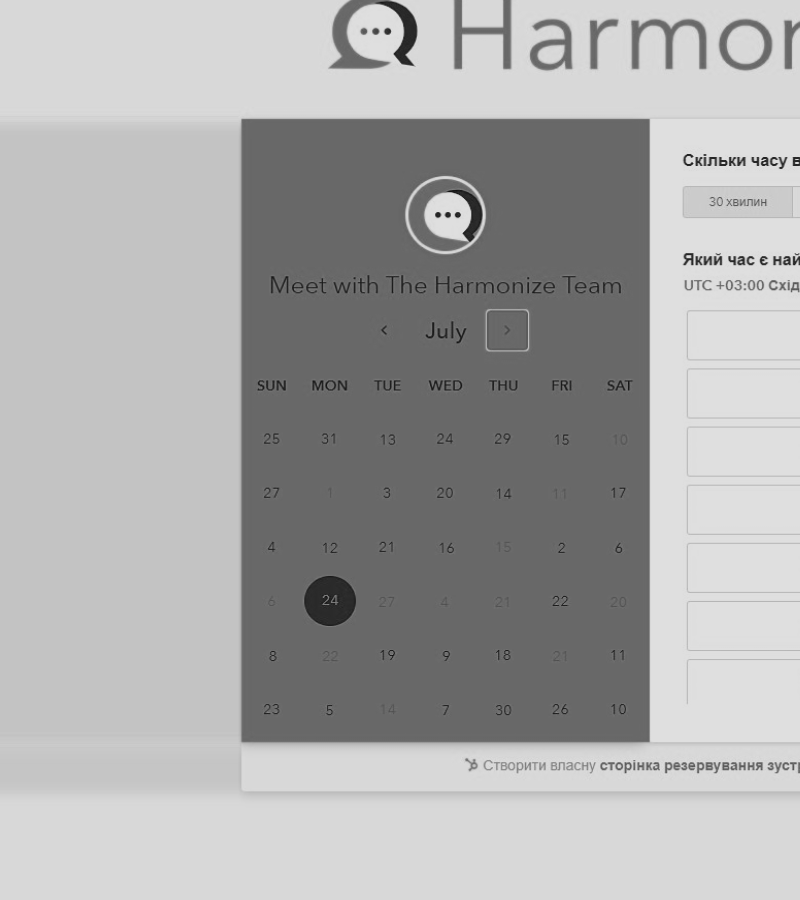 Harmon
Meet with The Harmonize Team
July
SUN MON TUE WED THU FRI SAT
25 31 13 24 29 15 10
27 1 3 20 14 11 17
4 12 21 16 15 2 6
6 24 27 4 21 22 20
8 22 19 9 18 21 11
23 5 14 7 30 26 10
Скільки часу в
30 хвилин
Який час є най
UTC +03:00 Схід
Створити власну сторінка резервування зуст